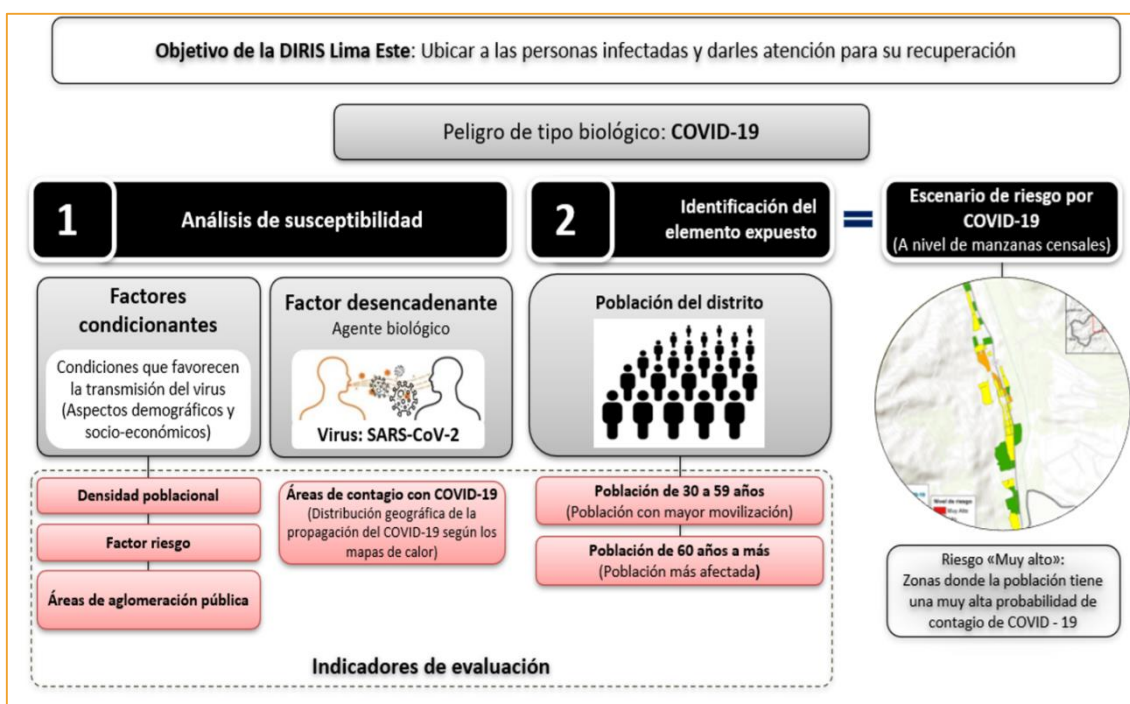 Objetivo de la DIRIS Lima Este: Ubicar a las personas infectadas y darles atención para su recuperación
Peligro de tipo biológico: COVID-19
1
Análisis de susceptibilidad
2
Identificación del
elemento expuesto
=
Escenario de riesgo por
COVID-19
(A nivel de manzanas censales)
Factores
condicionantes
Condiciones que favorecen
la transmisión del virus
(Aspectos demográficos y
socio-económicos)
Factor desencadenante
Agente biológico
Virus: SARS-CoV-2
Población del distrito
Densidad poblacional
Factor riesgo
Áreas de aglomeración pública
Áreas de contagio con COVID-19
(Distribución geográfica de la
propagación del COVID-19 según los
mapas de calor)
Población de 30 a 59 años
(Población con mayor movilización)
Población de 60 años a más
(Población más afectada)
Indicadores de evaluación
Nivel de riesgo
Muy Alto
Riesgo «Muy alto»:
Zonas donde la población tiene
una muy alta probabilidad de
contagio de COVID - 19